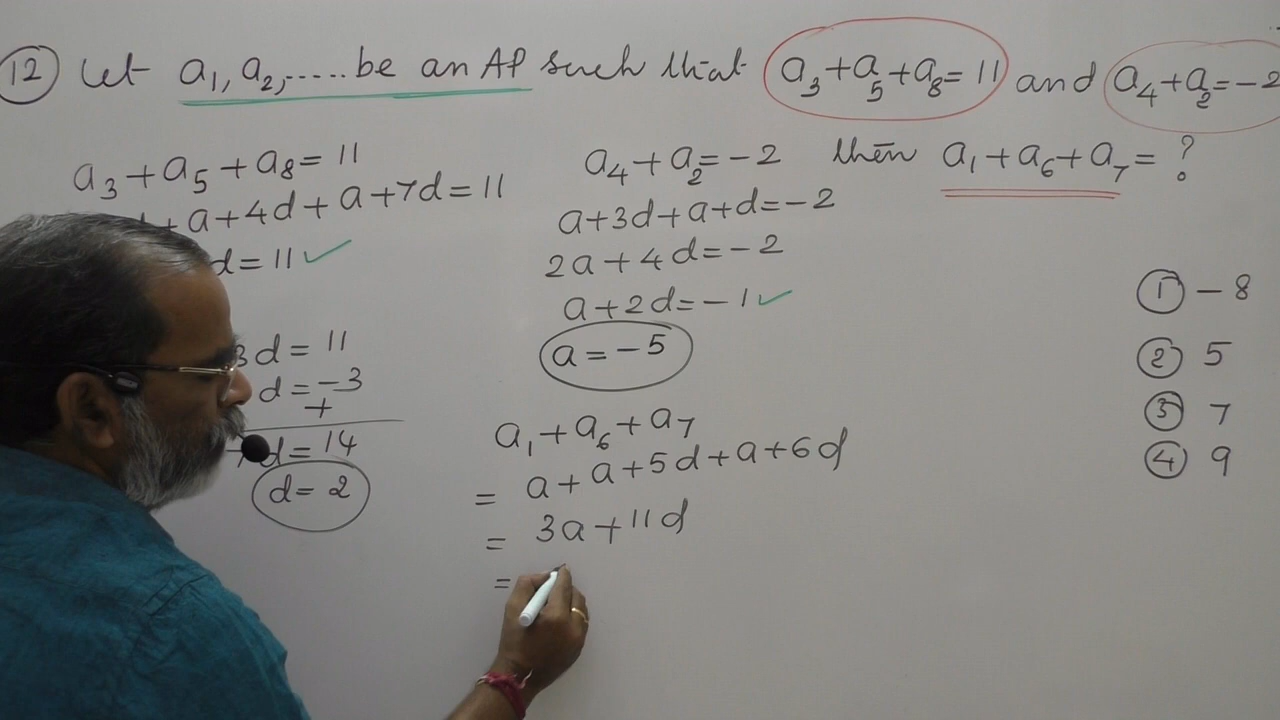 12 Let a₁, a₂, ..... be an AP such that a₃+a₅+a₈=11 and a₄+a₂=-2
then a₁+a₆+a₇= ?
a₃+a₅+a₈=11
+a+4d+a+7d=11
d=11✓
3d=11
d=-3
+
7d=14
d=2
a₄+a₂=-2
a+3d+a+d=-2
2a+4d=-2
a+2d=-1✓
a=-5
a₁+a₆+a₇
= a+a+5d+a+6d
= 3a+11d
=
1 -8
2 5
3 7
4 9